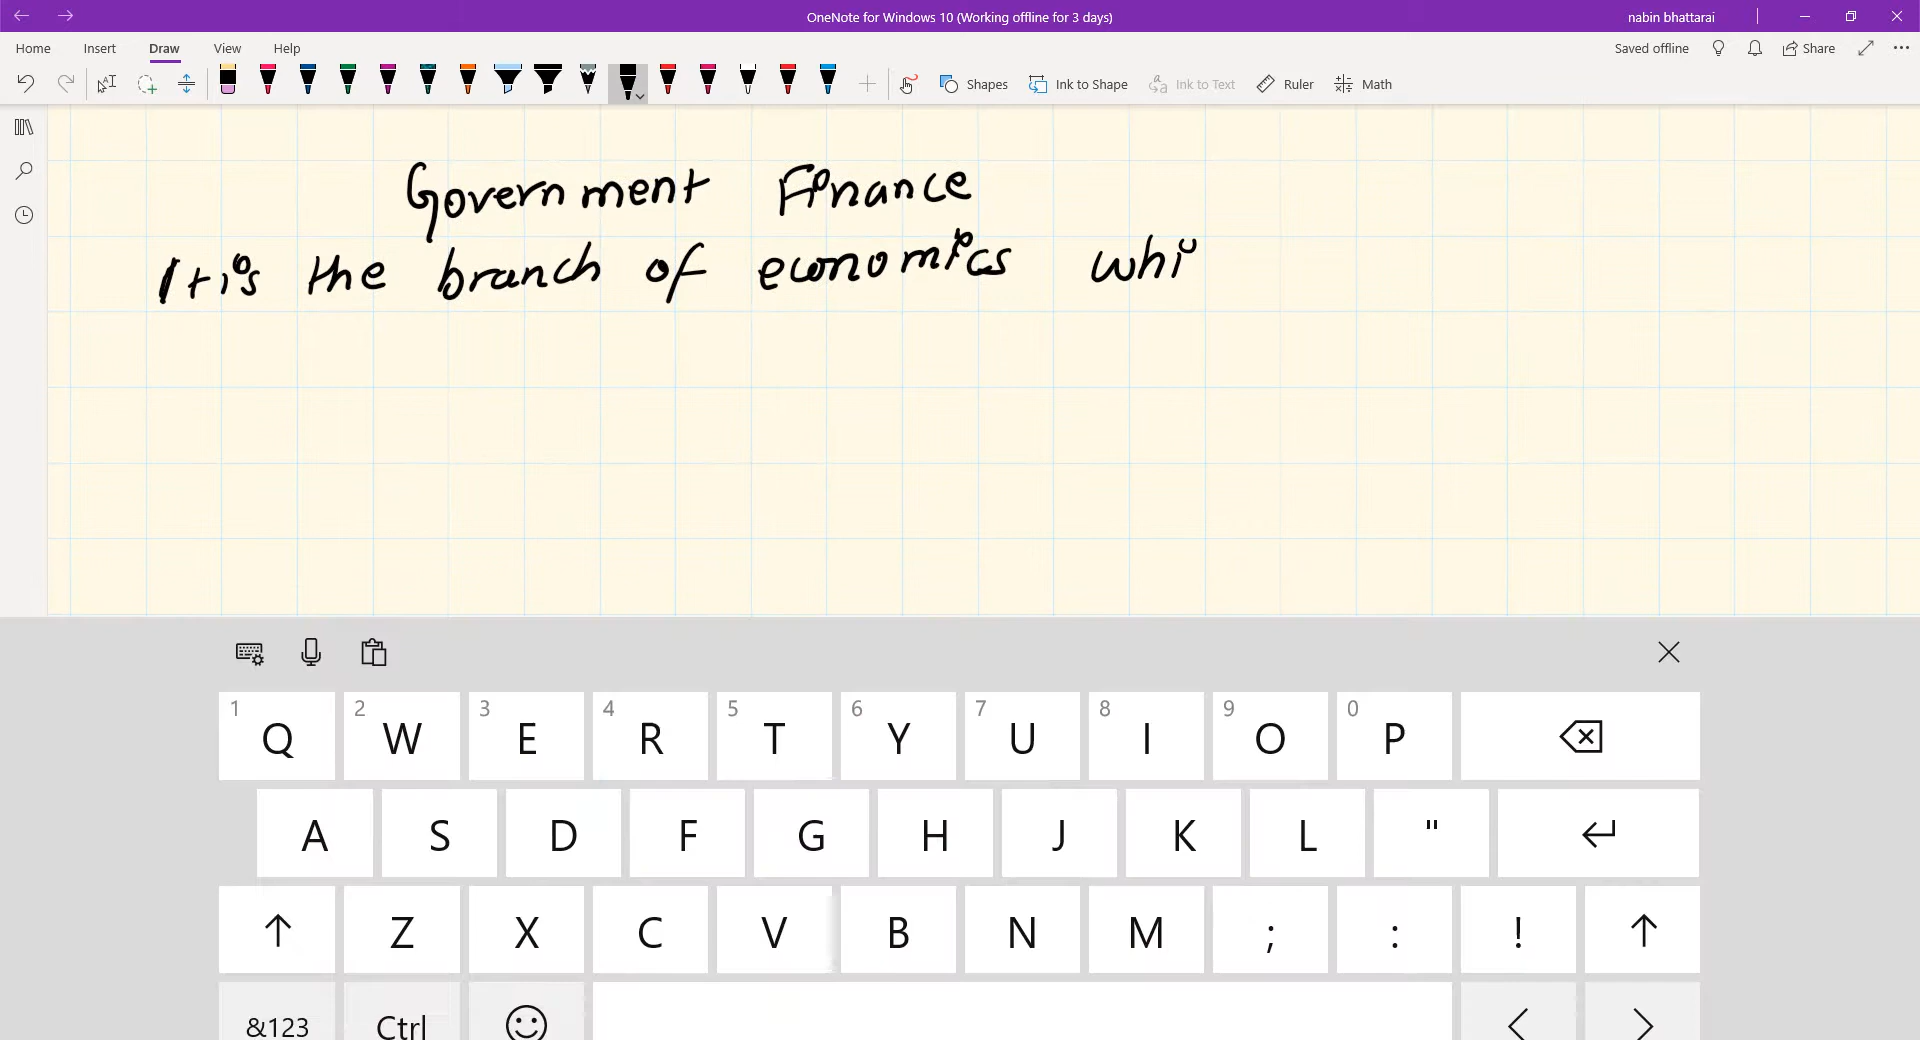 OneNote for Windows 10 (Working offline for 3 days) nabin bhattarai
Home Insert Draw View Help Saved offline Share
Shapes Ink to Shape Ink to Text Ruler Math
Government Finance
It is the branch of economics whi
1 Q 2 W 3 E 4 R 5 T 6 Y 7 U 8 I 9 O 0 P
A S D F G H J K L "
Z X C V B N M ; : !
&123 Ctrl